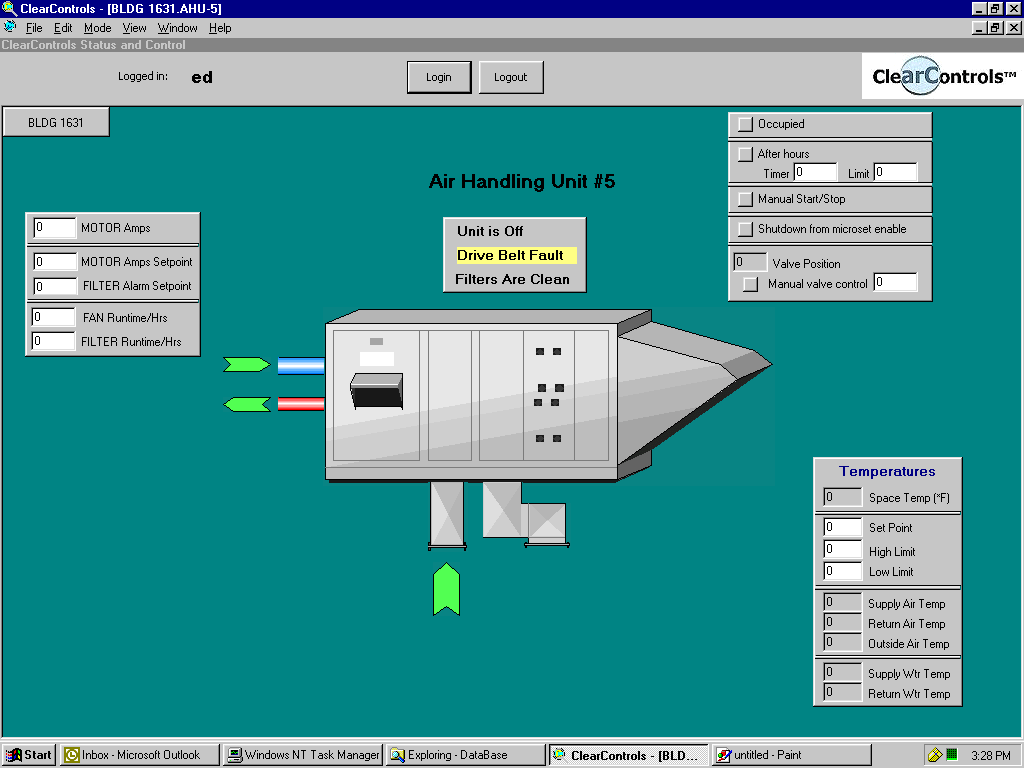 ClearControls - [BLDG 1631.AHU-5]
File Edit Mode View Window Help
ClearControls Status and Control
Logged in: ed
Login Logout
ClearControls™
BLDG 1631
Air Handling Unit #5
Unit is Off
Drive Belt Fault
Filters Are Clean
0 MOTOR Amps
0 MOTOR Amps Setpoint
0 FILTER Alarm Setpoint
0 FAN Runtime/Hrs
0 FILTER Runtime/Hrs
Occupied
After hours
Timer 0 Limit 0
Manual Start/Stop
Shutdown from microset enable
0 Valve Position
Manual valve control 0
Temperatures
0 Space Temp (*F)
0 Set Point
0 High Limit
0 Low Limit
0 Supply Air Temp
0 Return Air Temp
0 Outside Air Temp
0 Supply Wtr Temp
0 Return Wtr Temp
Start Inbox - Microsoft Outlook Windows NT Task Manager Exploring - DataBase ClearControls - [BLD... untitled - Paint 3:28 PM